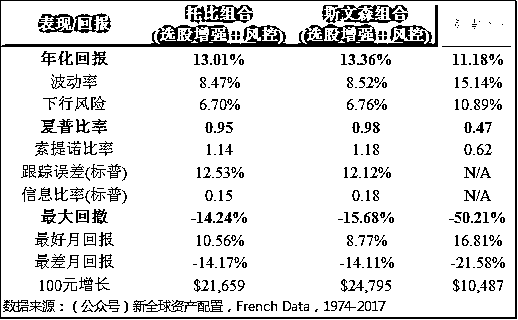 表现/回报 托比组合 斯文森组合
(选股增强::风控) (选股增强::风控)
年化回报 13.01% 13.36% 11.18%
波动率 8.47% 8.52% 15.14%
下行风险 6.70% 6.76% 10.89%
夏普比率 0.95 0.98 0.47
索提诺比率 1.14 1.18 0.62
跟踪误差(标普) 12.53% 12.12% N/A
信息比率(标普) 0.15 0.18 N/A
最大回撤 -14.24% -15.68% -50.21%
最好月回报 10.56% 8.77% 16.81%
最差月回报 -14.17% -14.11% -21.58%
100元增长 $21,659 $24,795 $10,487
数据来源：（公众号）新全球资产配置，French Data，1974-2017